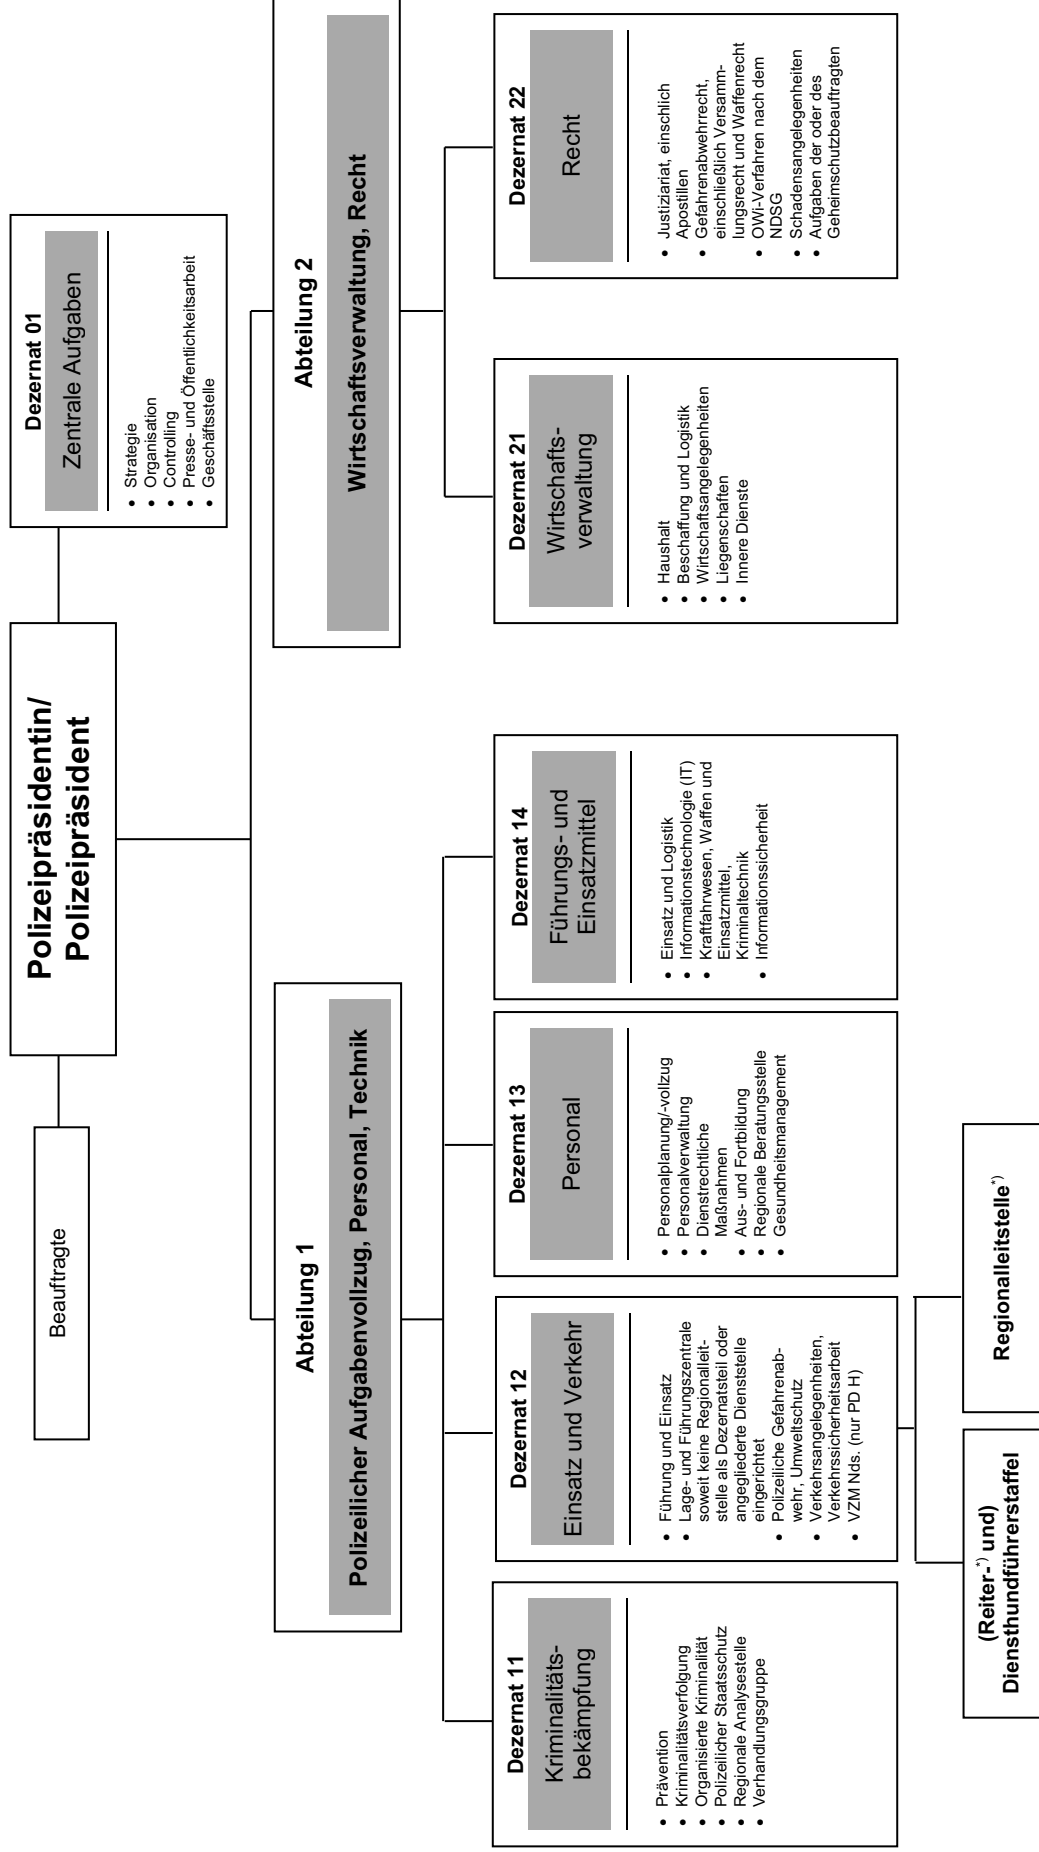 Polizeipräsidentin/
Polizeipräsident
Beauftragte
Dezernat 01
Zentrale Aufgaben
• Strategie
• Organisation
• Controlling
• Presse- und Öffentlichkeitsarbeit
• Geschäftsstelle
Abteilung 1
Polizeilicher Aufgabenvollzug, Personal, Technik
Abteilung 2
Wirtschaftsverwaltung, Recht
Dezernat 11
Kriminalitäts-
bekämpfung
• Prävention
• Kriminalitätsverfolgung
• Organisierte Kriminalität
• Polizeilicher Staatsschutz
• Regionale Analysestelle
• Verhandlungsgruppe
Dezernat 12
Einsatz und Verkehr
• Führung und Einsatz
• Lage- und Führungszentrale
soweit keine Regionalleit-
stelle als Dezernatsteil oder
angegliederte Dienststelle
eingerichtet
• Polizeiliche Gefahrenab-
wehr, Umweltschutz
• Verkehrsangelegenheiten,
Verkehrssicherheitsarbeit
• VZM Nds. (nur PD H)
Dezernat 13
Personal
• Personalplanung/-vollzug
• Personalverwaltung
• Dienstrechtliche
Maßnahmen
• Aus- und Fortbildung
• Regionale Beratungsstelle
• Gesundheitsmanagement
Dezernat 14
Führungs- und
Einsatzmittel
• Einsatz und Logistik
• Informationstechnologie (IT)
• Kraftfahrwesen, Waffen und
Einsatzmittel,
Kriminaltechnik
• Informationssicherheit
Dezernat 21
Wirtschafts-
verwaltung
• Haushalt
• Beschaffung und Logistik
• Wirtschaftsangelegenheiten
• Liegenschaften
• Innere Dienste
Dezernat 22
Recht
• Justiziariat, einschlich
Apostillen
• Gefahrenabwehrrecht,
einschließlich Versamm-
lungsrecht und Waffenrecht
• OWi-Verfahren nach dem
NDSG
• Schadensangelegenheiten
• Aufgaben der oder des
Geheimschutzbeauftragten
(Reiter-*) und)
Diensthundführerstaffel
Regionalleitstelle*)